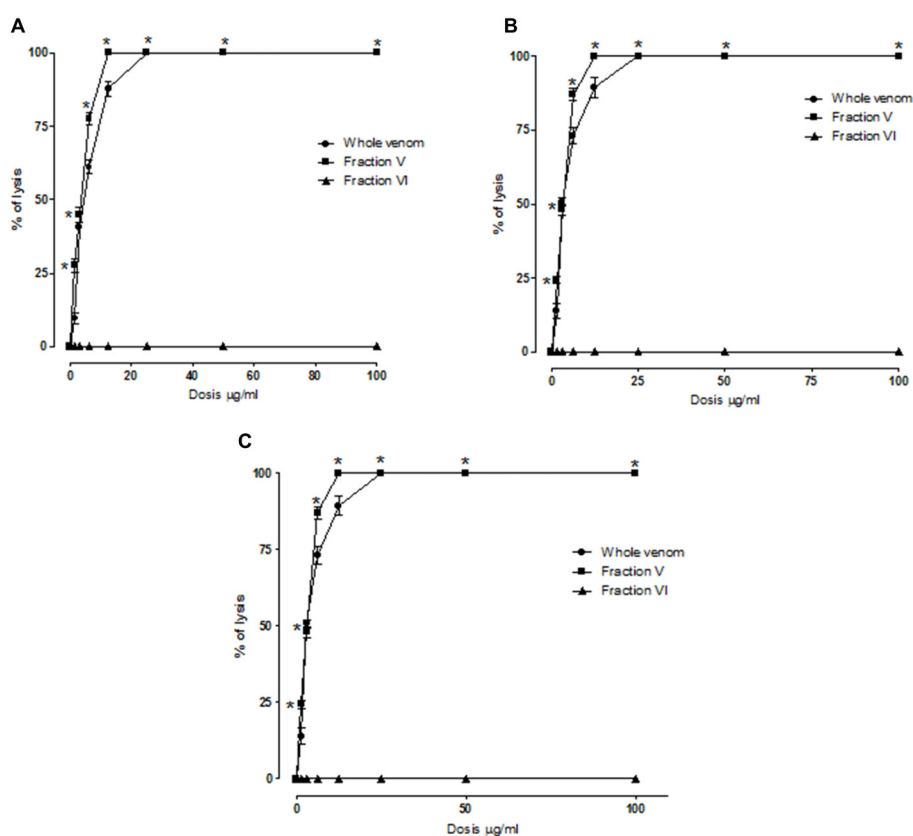 A
*
*
*
*
100
*
75
Whole venom
Fraction V
Fraction VI
% of lysis
50
*
25
*
0
0
20
40
60
80
100
Dosis µg/ml
B
*
*
*
*
100
*
75
Whole venom
Fraction V
Fraction VI
% of lysis
50
*
25
*
0
0
25
50
75
100
Dosis µg/ml
C
*
*
*
*
100
*
75
Whole venom
Fraction V
Fraction VI
% of lysis
50
*
25
*
0
0
50
100
Dosis µg/ml